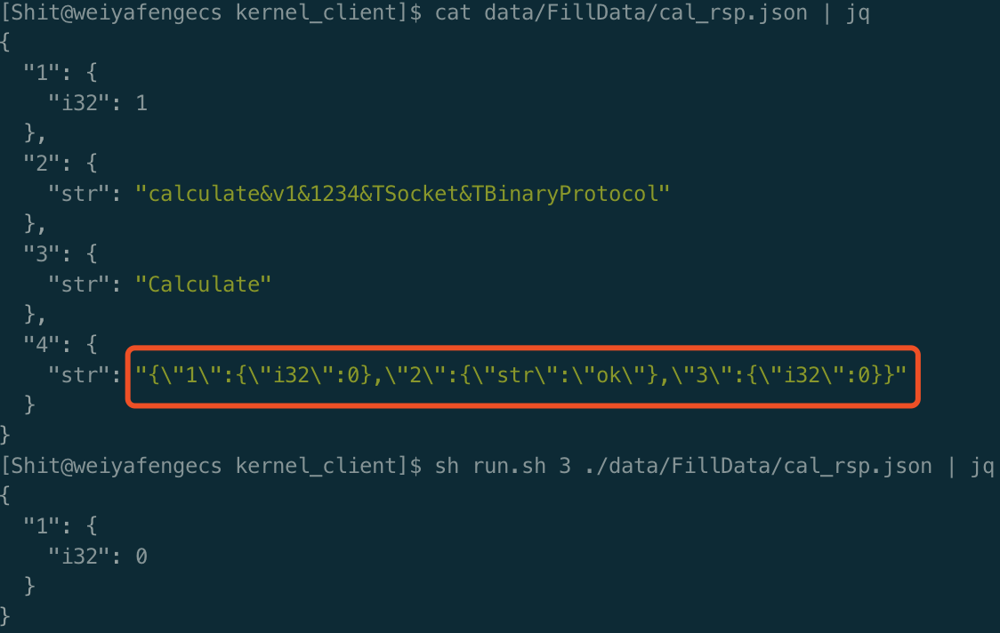 [Shit@weiyafengecs kernel_client]$ cat data/FillData/cal_rsp.json | jq
{
  "1": {
    "i32": 1
  },
  "2": {
    "str": "calculate&v1&1234&TSocket&TBinaryProtocol"
  },
  "3": {
    "str": "Calculate"
  },
  "4": {
    "str": "{\"1\":{\"i32\":0},\"2\":{\"str\":\"ok\"},\"3\":{\"i32\":0}}"
  }
}
[Shit@weiyafengecs kernel_client]$ sh run.sh 3 ./data/FillData/cal_rsp.json | jq
{
  "1": {
    "i32": 0
  }
}